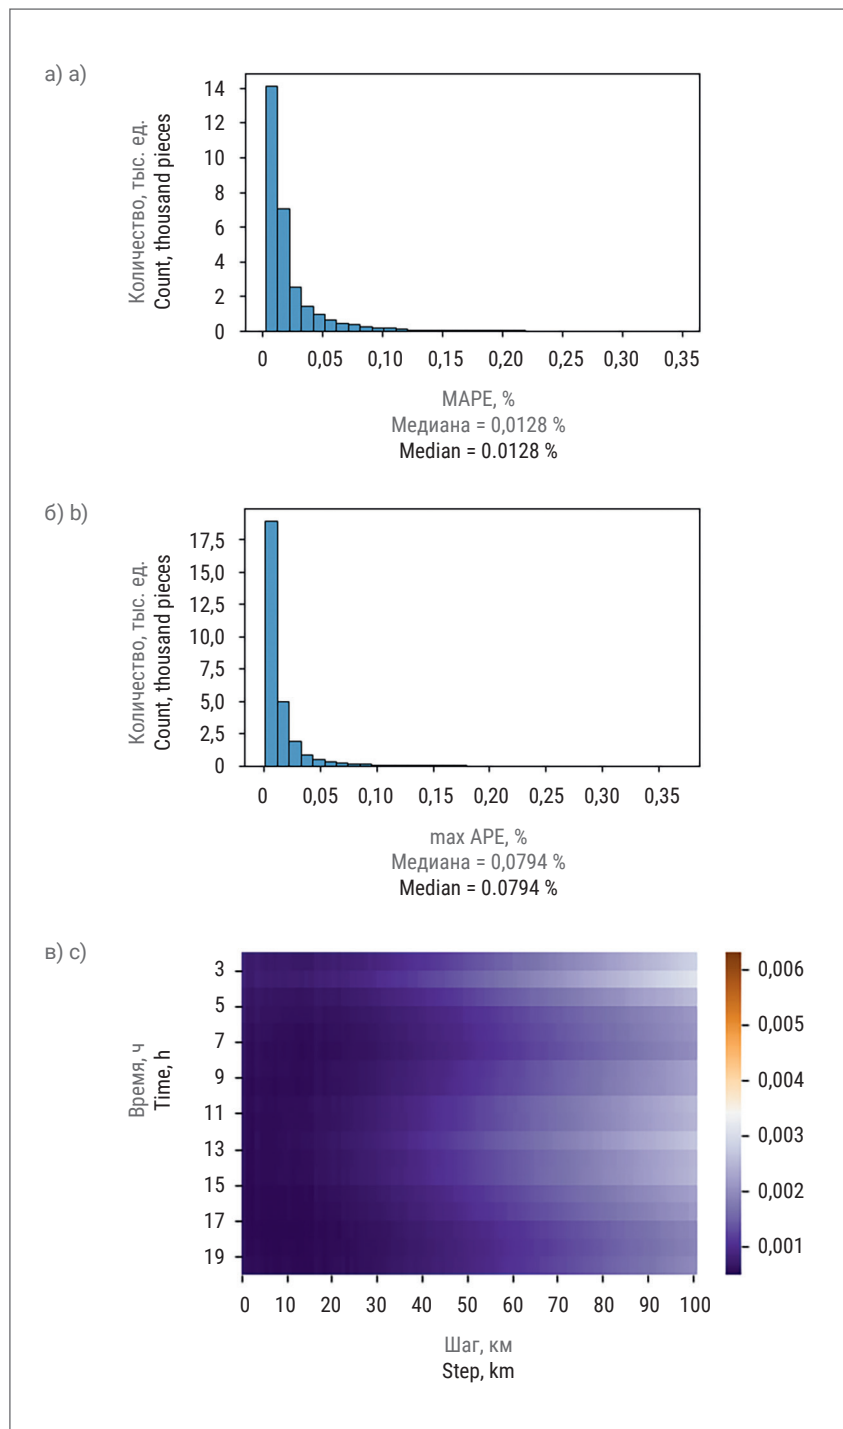 а) a)
Количество, тыс. ед.
Count, thousand pieces
14
12
10
8
6
4
2
0
0 0,05 0,10 0,15 0,20 0,25 0,30 0,35
MAPE, %
Медиана = 0,0128 %
Median = 0.0128 %
б) b)
Количество, тыс. ед.
Count, thousand pieces
17,5
15,0
12,5
10,0
7,5
5,0
2,5
0
0 0,05 0,10 0,15 0,20 0,25 0,30 0,35
max APE, %
Медиана = 0,0794 %
Median = 0.0794 %
в) c)
Время, ч
Time, h
3
5
7
9
11
13
15
17
19
0 10 20 30 40 50 60 70 80 90 100
Шаг, км
Step, km
0,006
0,005
0,004
0,003
0,002
0,001